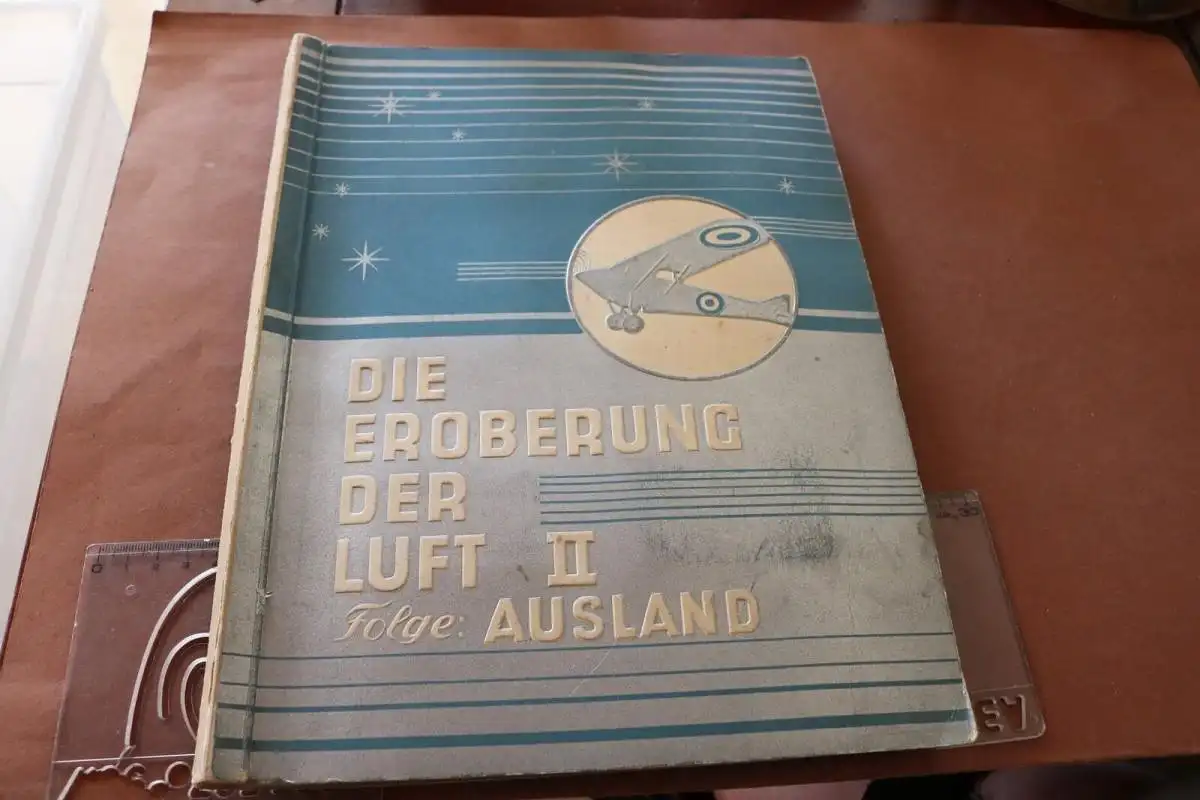 DIE
EROBERUNG
DER
LUFT II
Folge: AUSLAND